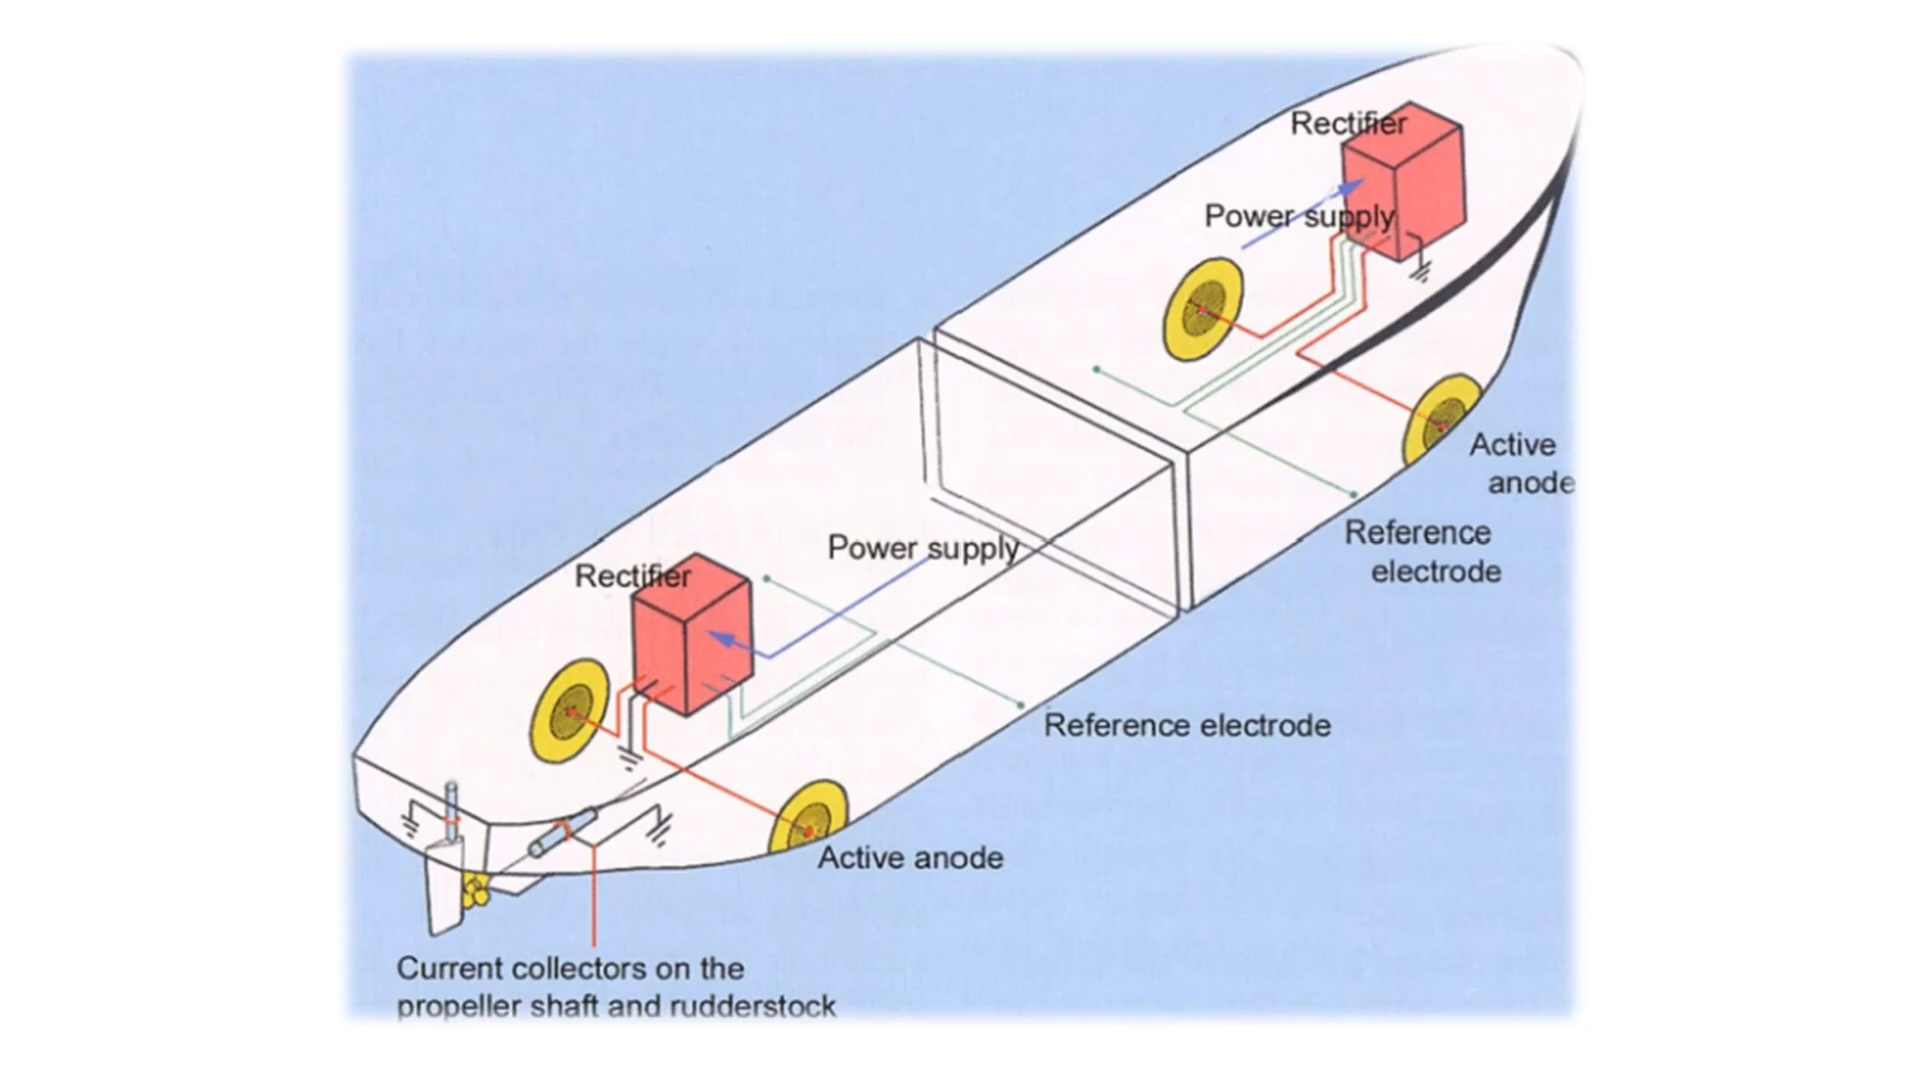 Rectifier
Power supply
Active
anode
Reference
electrode
Power supply
Rectifier
Reference electrode
Active anode
Current collectors on the
propeller shaft and rudderstock